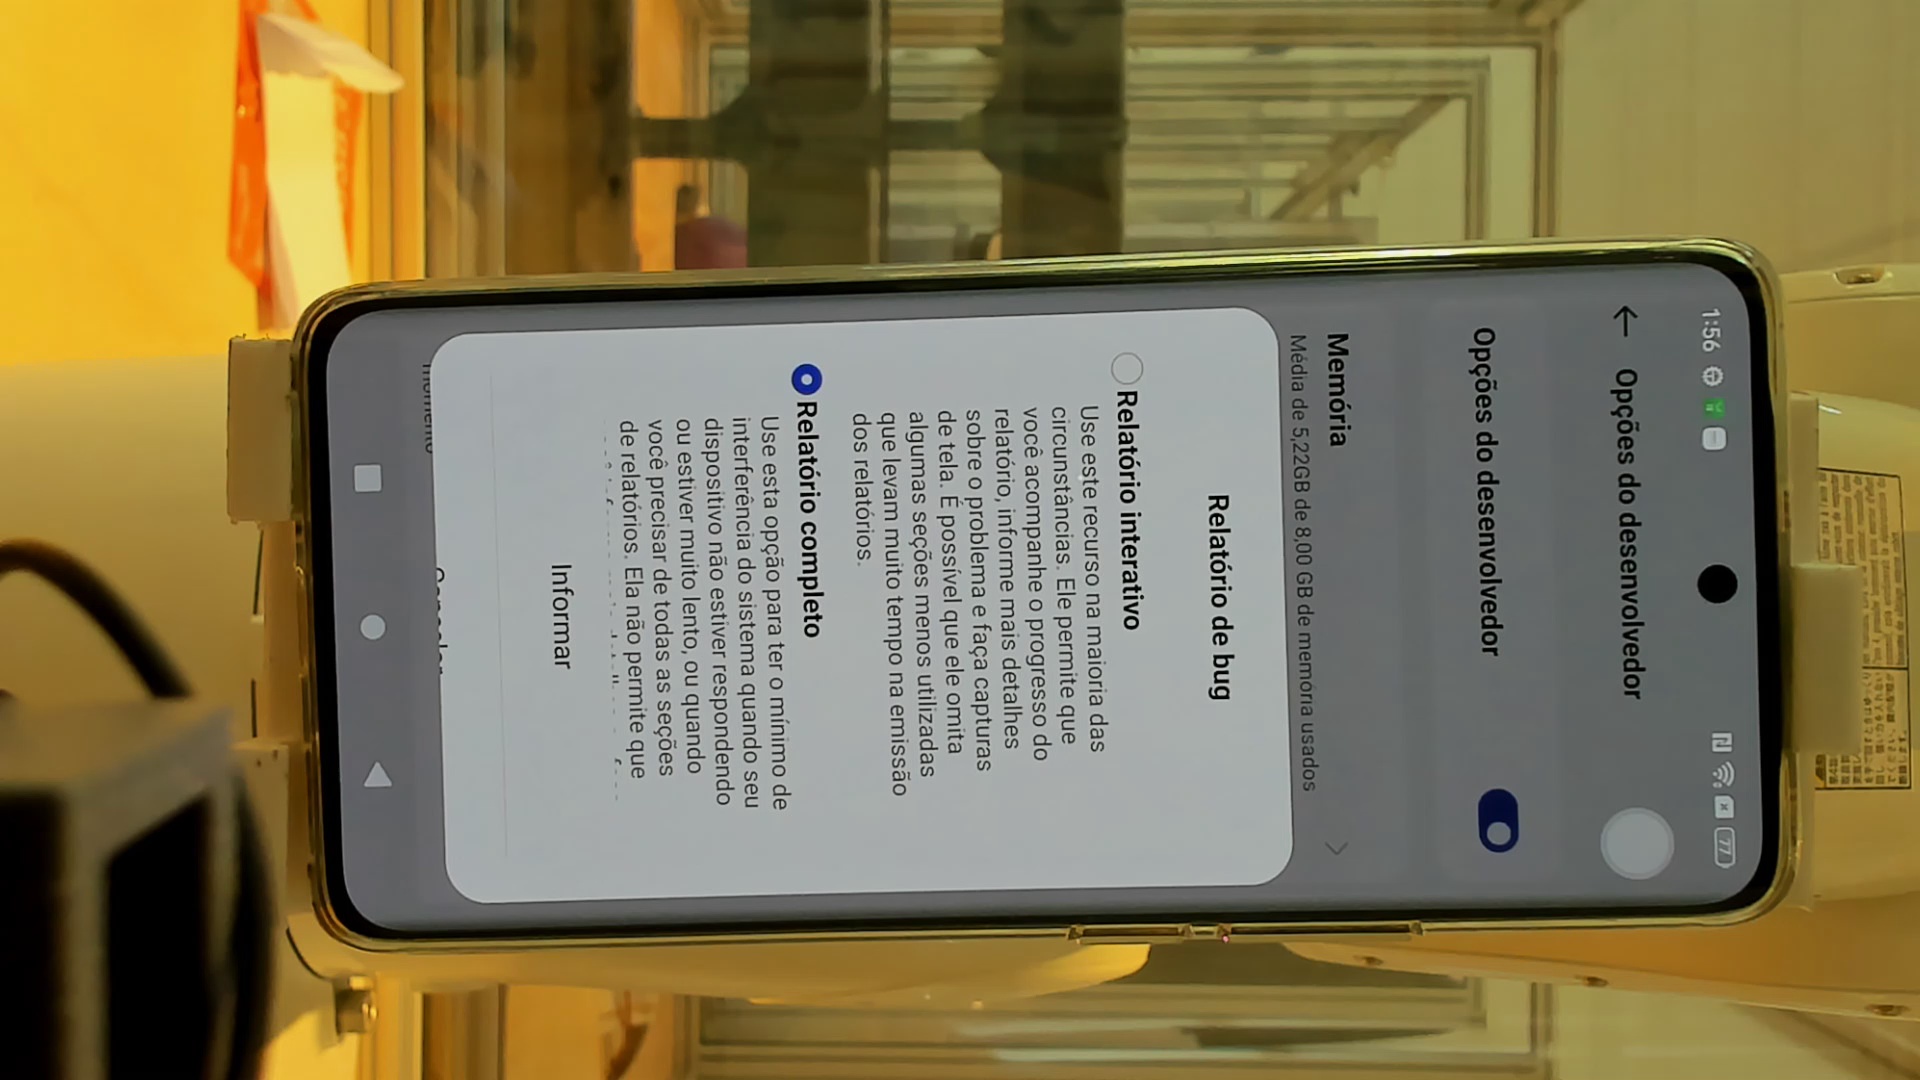 1:56
77
Opções do desenvolvedor
Opções do desenvolvedor
Memória
Média de 5,22GB de 8,00 GB de memória usados
Relatório de bug
Relatório interativo
Use este recurso na maioria das
circunstâncias. Ele permite que
você acompanhe o progresso do
relatório, informe mais detalhes
sobre o problema e faça capturas
de tela. É possível que ele omita
algumas seções menos utilizadas
que levam muito tempo na emissão
dos relatórios.
Relatório completo
Use esta opção para ter o mínimo de
interferência do sistema quando seu
dispositivo não estiver respondendo
ou estiver muito lento, ou quando
você precisar de todas as seções
de relatórios. Ela não permite que
Informar